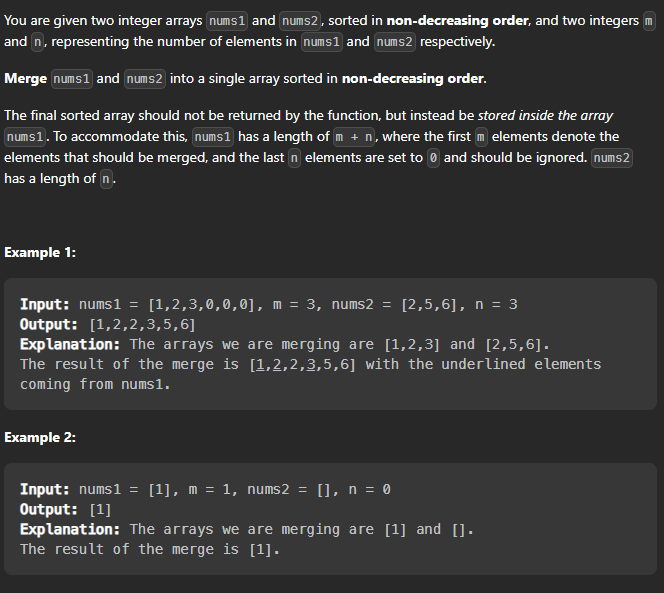 You are given two integer arrays nums1 and nums2, sorted in non-decreasing order, and two integers m
and n, representing the number of elements in nums1 and nums2 respectively.
Merge nums1 and nums2 into a single array sorted in non-decreasing order.
The final sorted array should not be returned by the function, but instead be stored inside the array
nums1. To accommodate this, nums1 has a length of m + n, where the first m elements denote the
elements that should be merged, and the last n elements are set to 0 and should be ignored. nums2
has a length of n.
Example 1:
Input: nums1 = [1,2,3,0,0,0], m = 3, nums2 = [2,5,6], n = 3
Output: [1,2,2,3,5,6]
Explanation: The arrays we are merging are [1,2,3] and [2,5,6].
The result of the merge is [1,2,2,3,5,6] with the underlined elements
coming from nums1.
Example 2:
Input: nums1 = [1], m = 1, nums2 = [], n = 0
Output: [1]
Explanation: The arrays we are merging are [1] and [].
The result of the merge is [1].